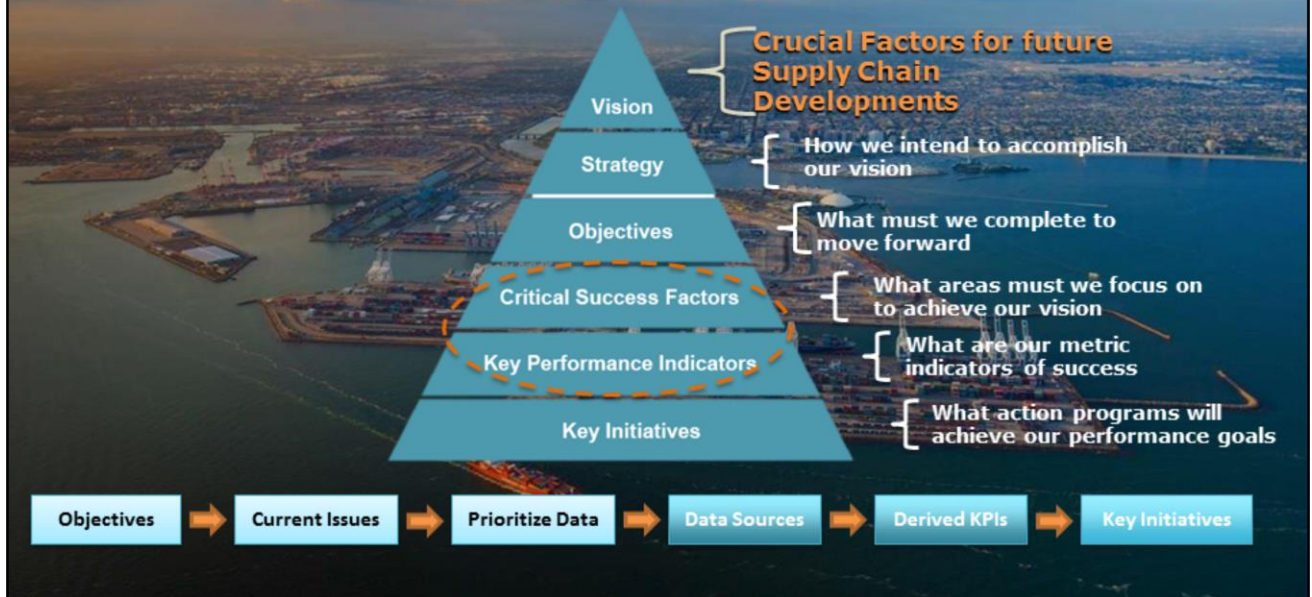 Crucial Factors for future
Supply Chain
Developments
Vision
How we intend to accomplish
our vision
Strategy
What must we complete to
move forward
Objectives
What areas must we focus on
to achieve our vision
Critical Success Factors
What are our metric
indicators of success
Key Performance Indicators
What action programs will
achieve our performance goals
Key Initiatives
Objectives
Current Issues
Prioritize Data
Data Sources
Derived KPIs
Key Initiatives